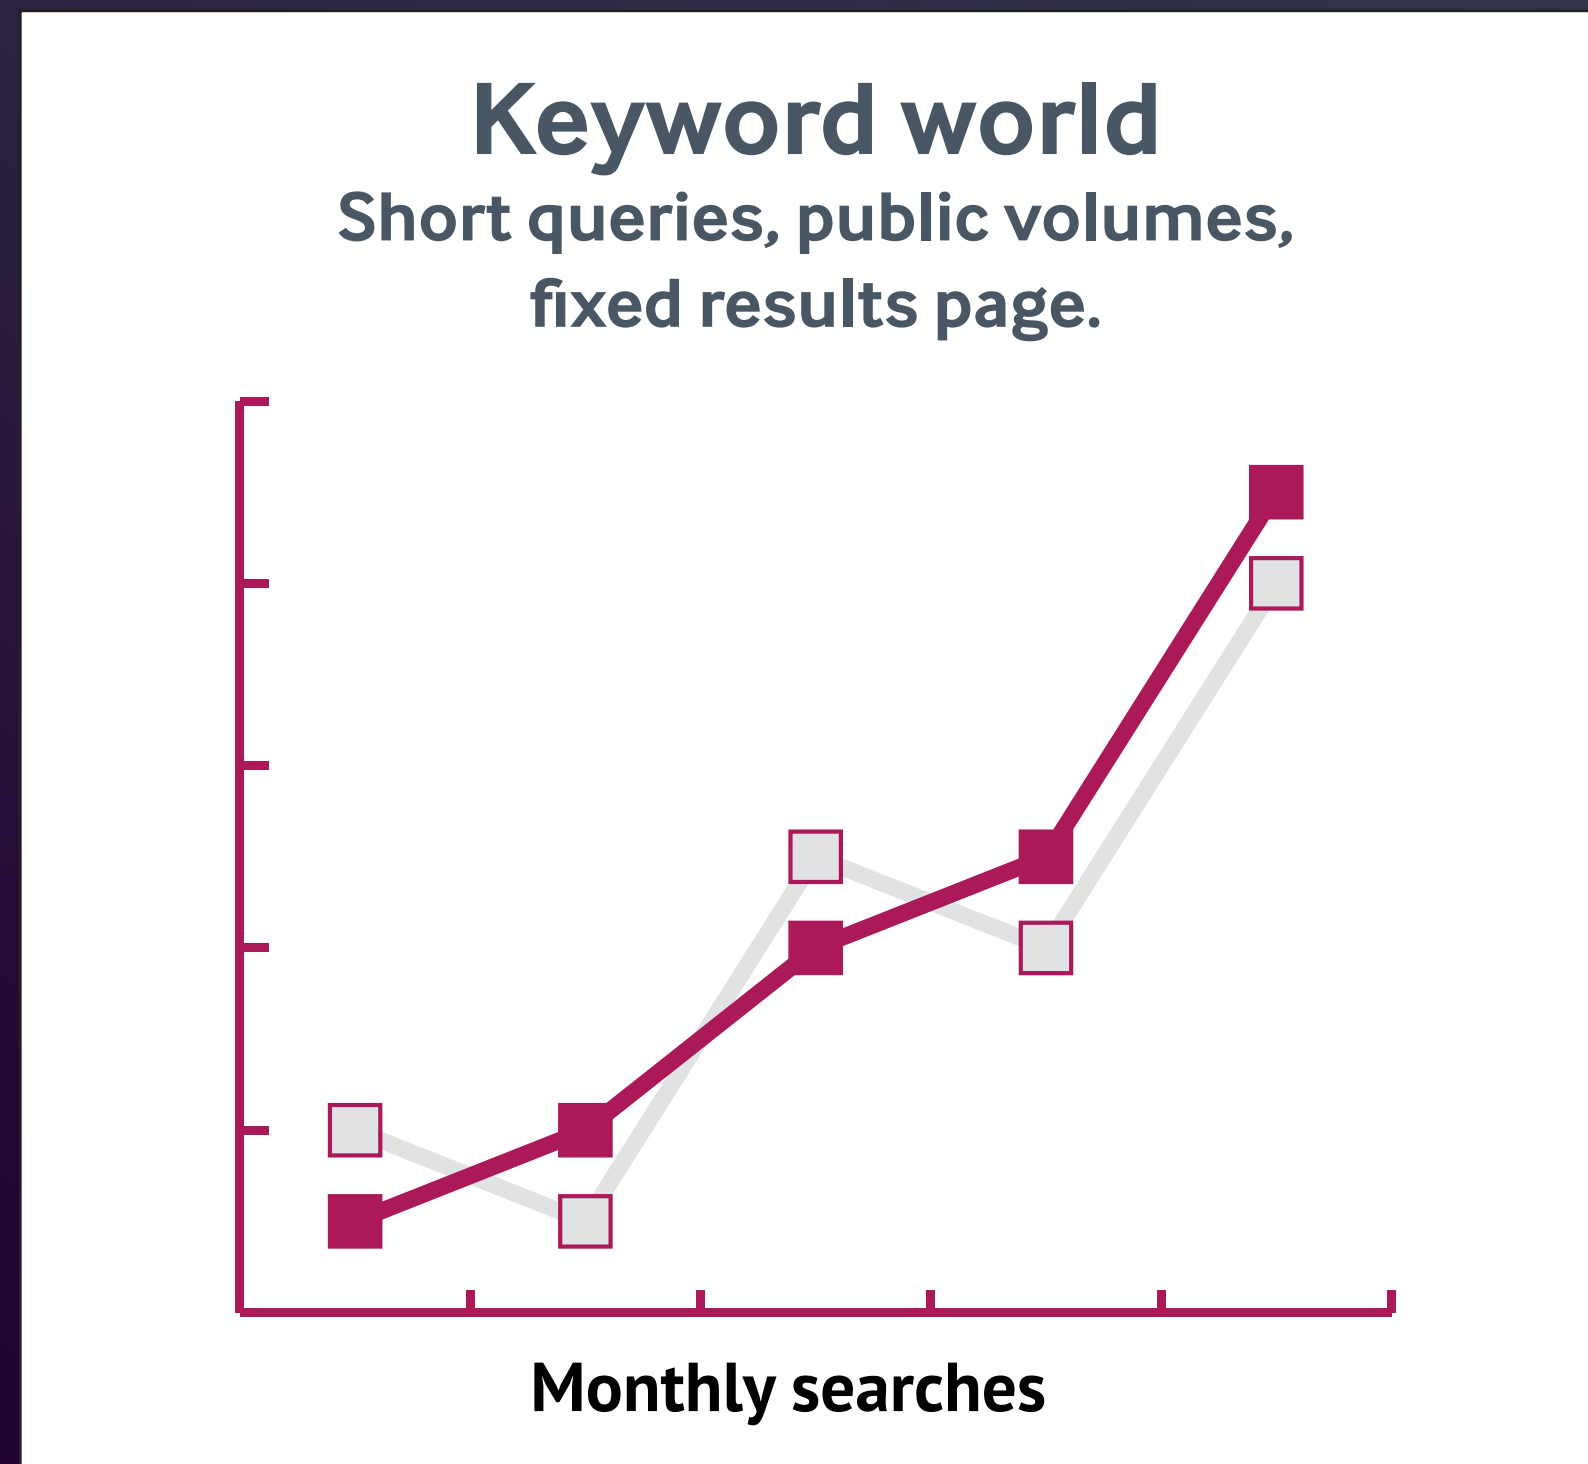 Keyword world
Short queries, public volumes,
fixed results page.
Monthly searches